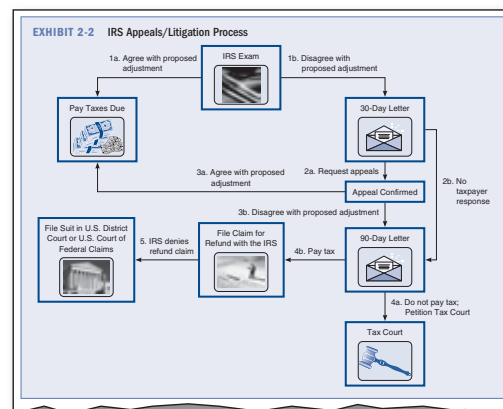 EXHIBIT 2-2 IRS Appeals/Litigation Process
1a. Agree with proposed
adjustment
IRS Exam
1b. Disagree with
proposed adjustment
Pay Taxes Due
30-Day Letter
3a. Agree with proposed
adjustment
2a. Request appeals
2b. No
taxpayer
response
Appeal Confirmed
3b. Disagree with proposed adjustment
File Suit in U.S. District
Court or U.S. Court of
Federal Claims
5. IRS denies
refund claim
File Claim for
Refund with the IRS
4b. Pay tax
90-Day Letter
4a. Do not pay tax;
Petition Tax Court
Tax Court